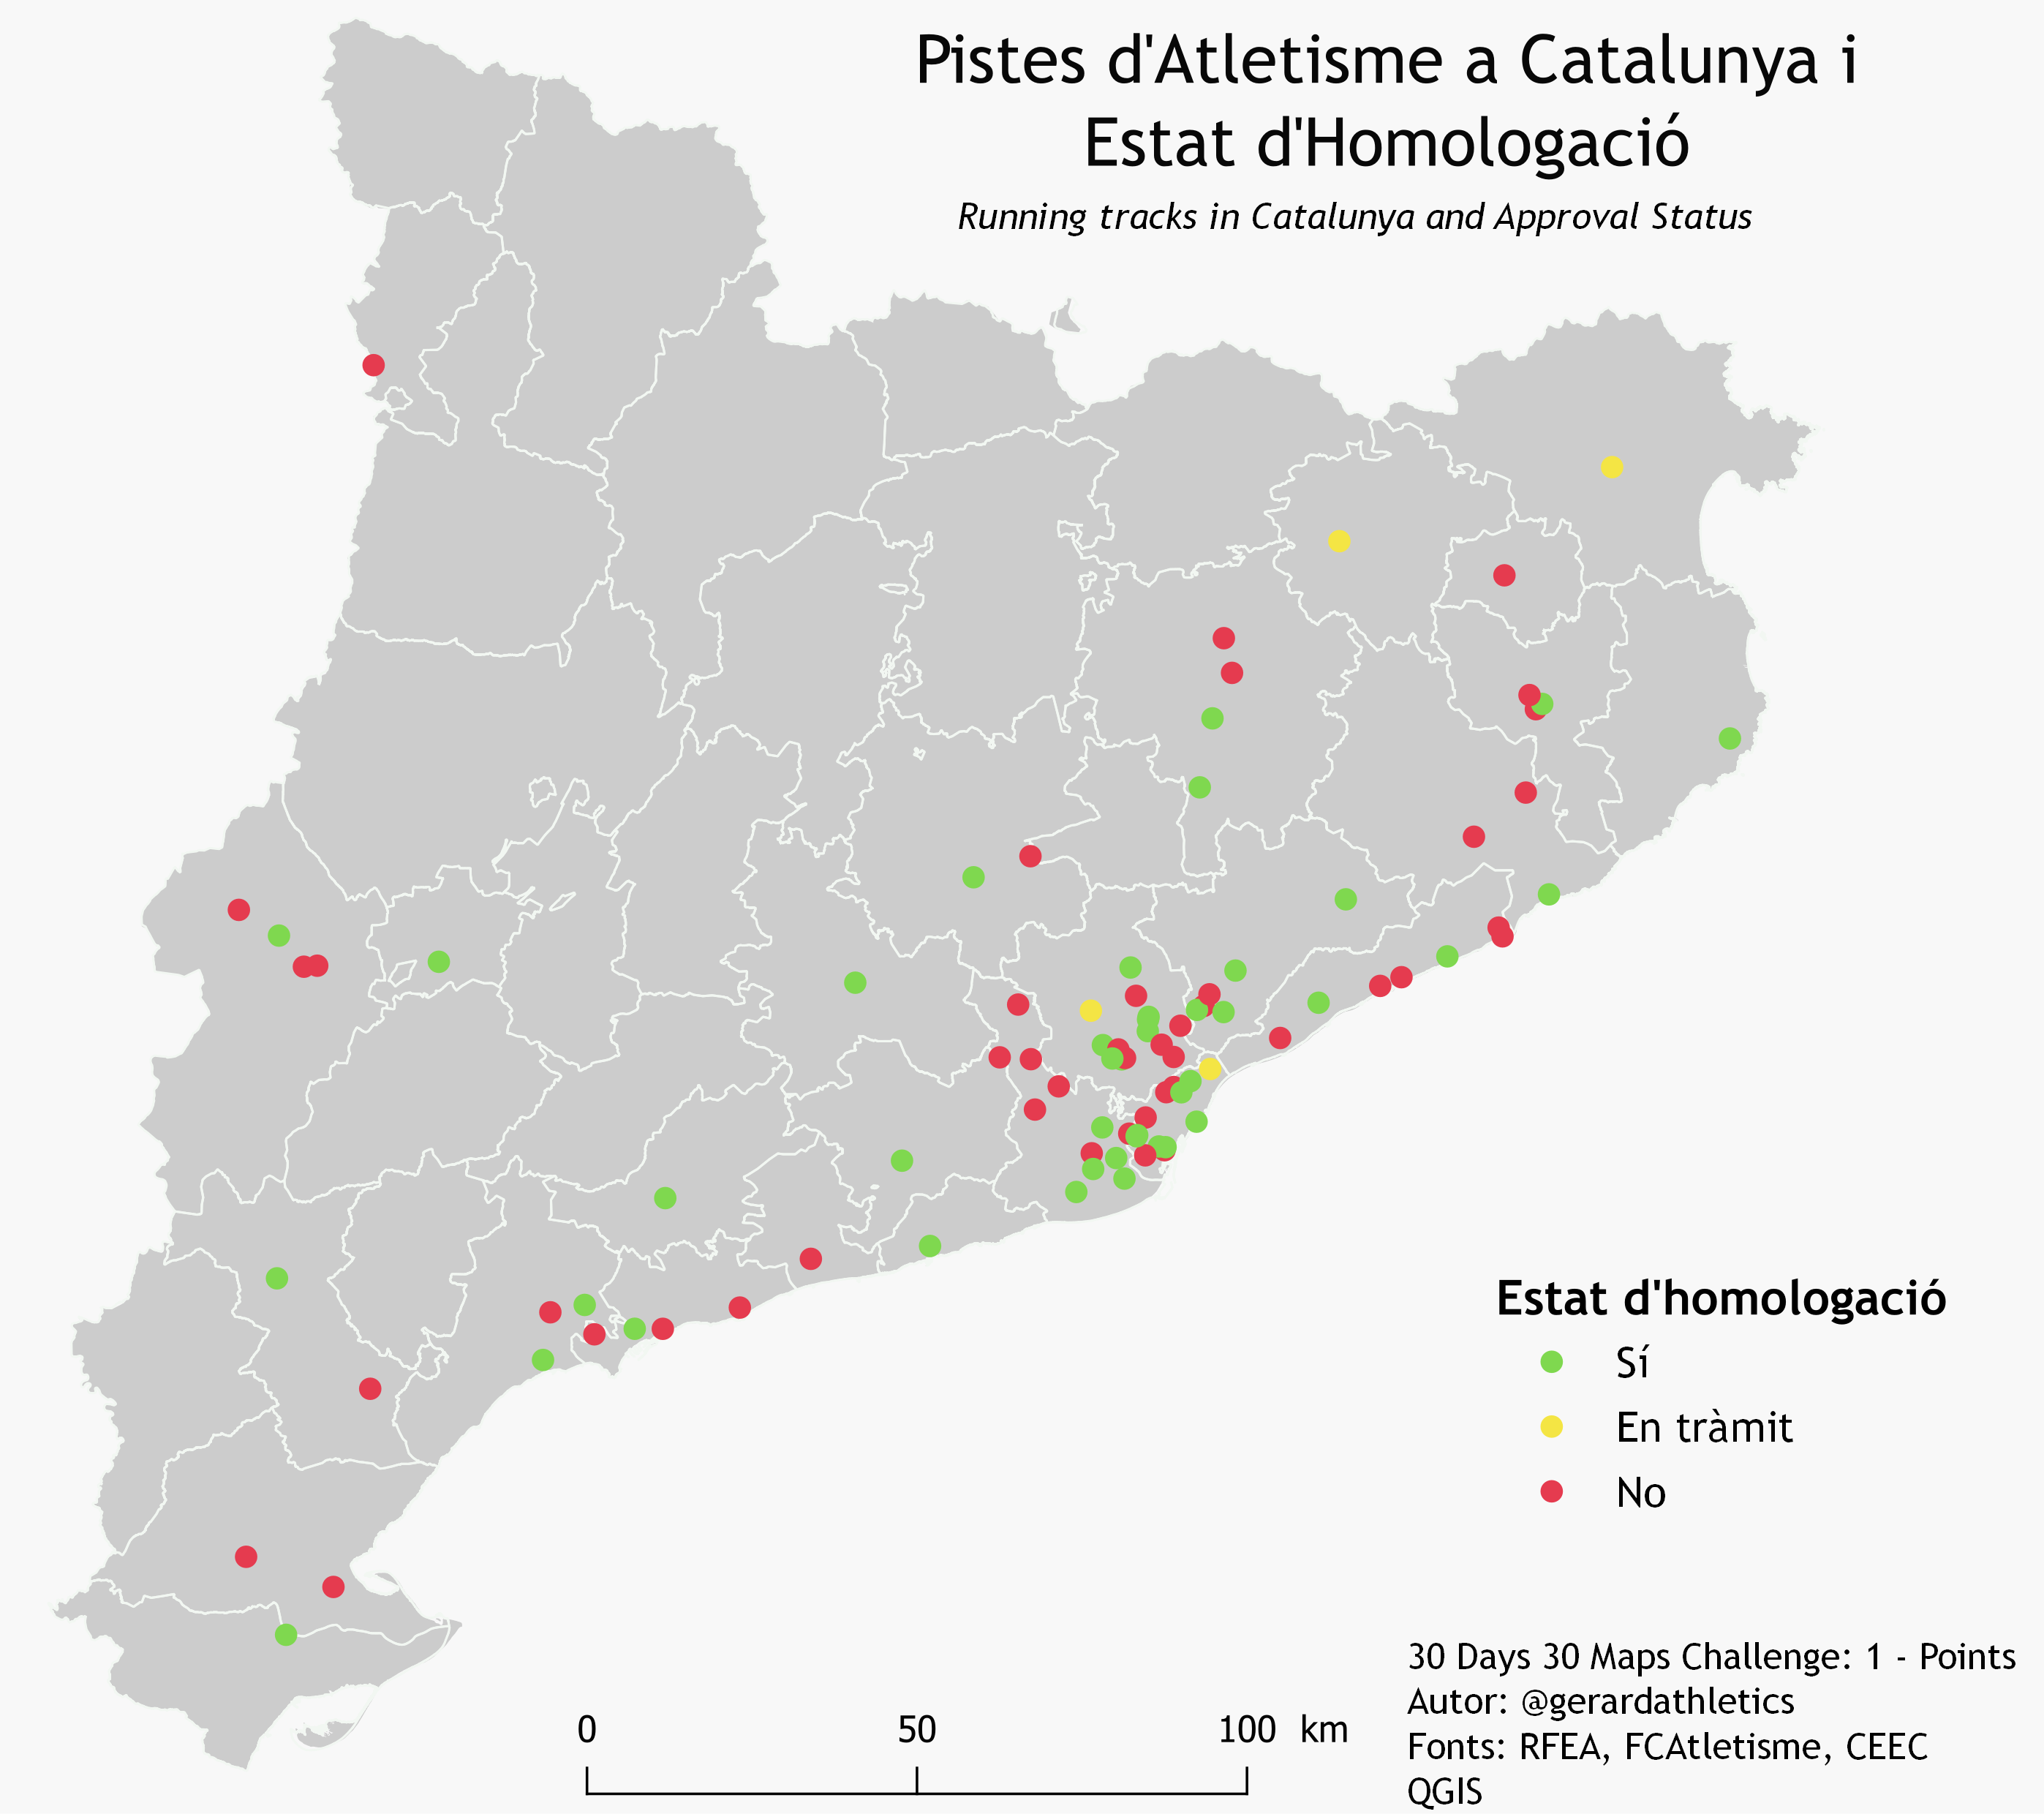 Pistes d'Atletisme a Catalunya i
Estat d'Homologació
Running tracks in Catalunya and Approval Status
Estat d'homologació
Sí
En tràmit
No
30 Days 30 Maps Challenge: 1 - Points
Autor: @gerardathletics
Fonts: RFEA, FCAtletisme, CEEC
QGIS
0 50 100 km